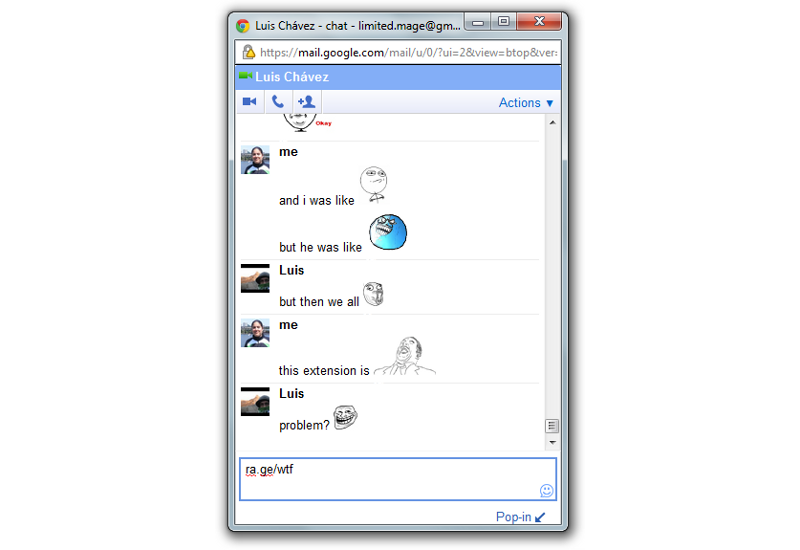 Luis Chávez - chat - limited.mage@gm...
https://mail.google.com/mail/u/0/?ui=2&view=btop&ver=
Luis Chávez
Actions ▼
Okay
me
and i was like
but he was like
Luis
but then we all
me
this extension is
Luis
problem?
ra.ge/wtf
Pop-in